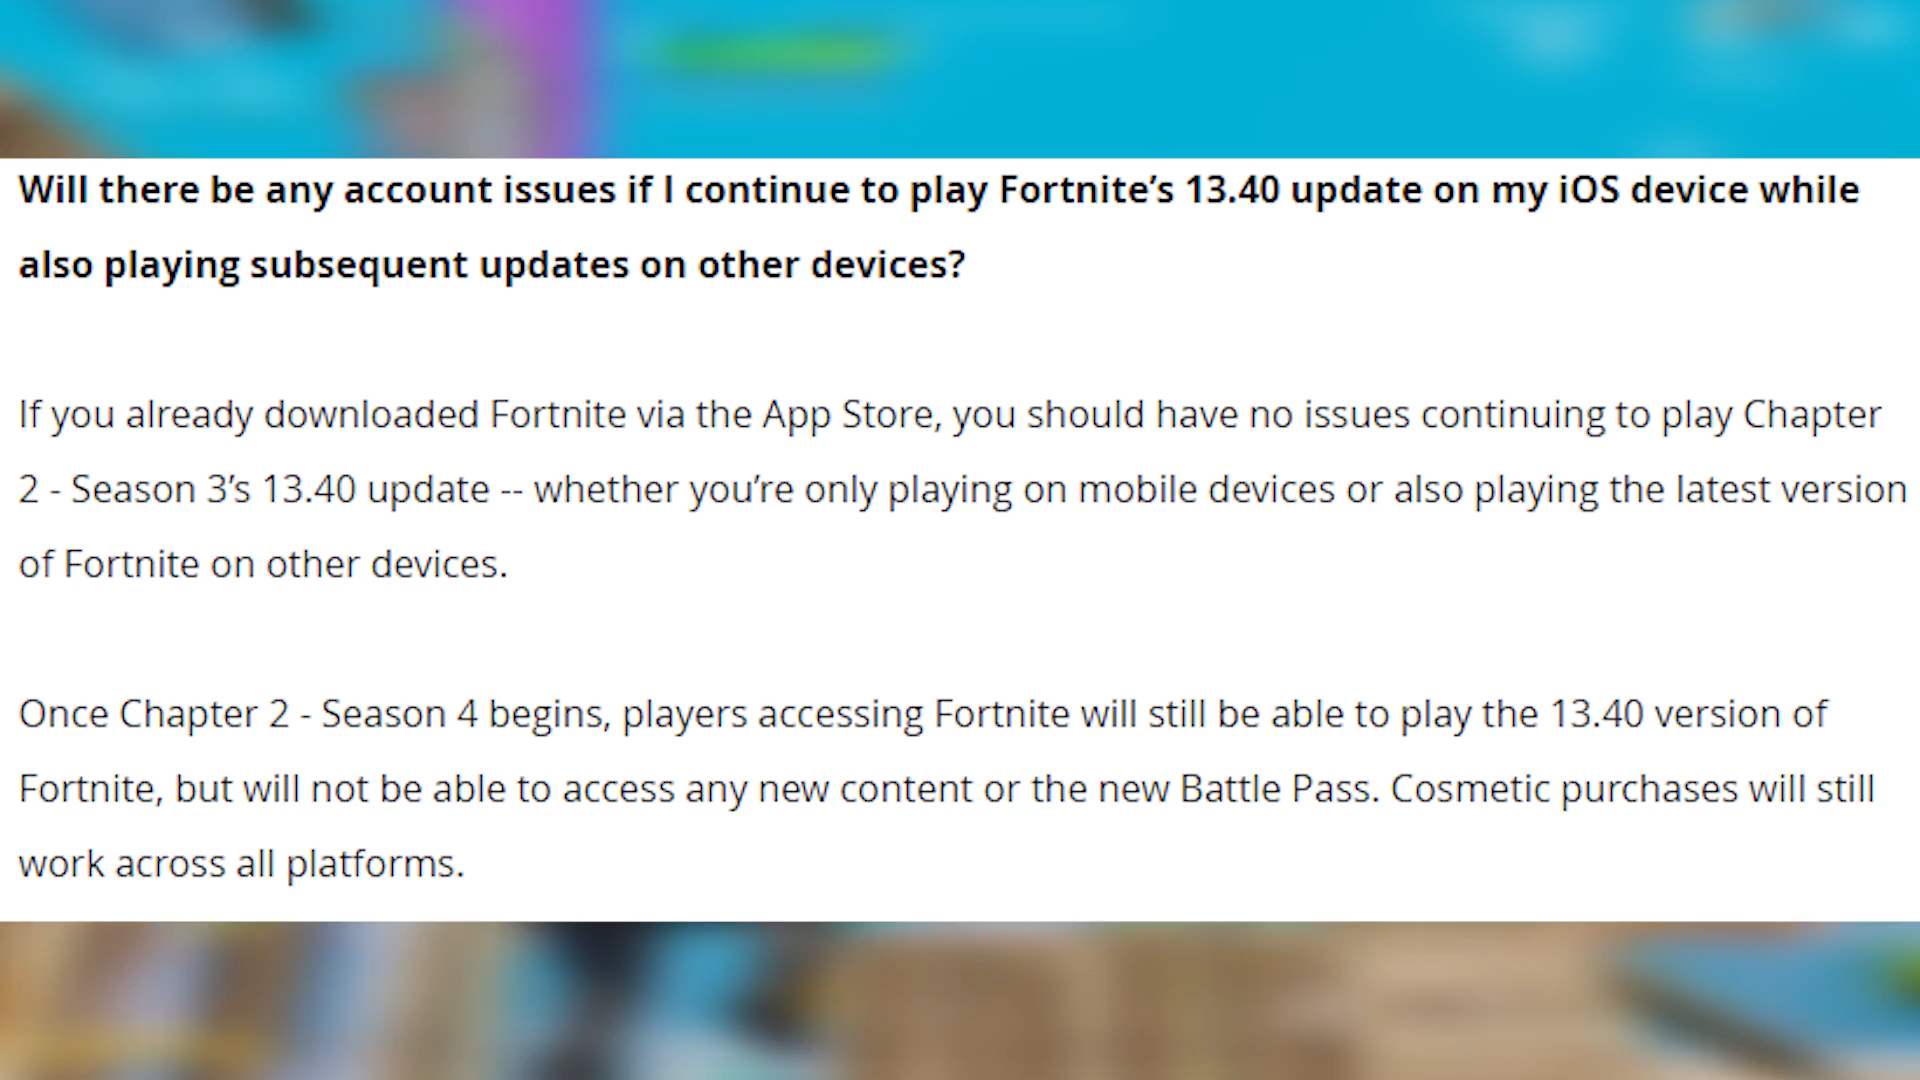 Will there be any account issues if I continue to play Fortnite’s 13.40 update on my iOS device while
also playing subsequent updates on other devices?
If you already downloaded Fortnite via the App Store, you should have no issues continuing to play Chapter
2 - Season 3’s 13.40 update -- whether you’re only playing on mobile devices or also playing the latest version
of Fortnite on other devices.
Once Chapter 2 - Season 4 begins, players accessing Fortnite will still be able to play the 13.40 version of
Fortnite, but will not be able to access any new content or the new Battle Pass. Cosmetic purchases will still
work across all platforms.